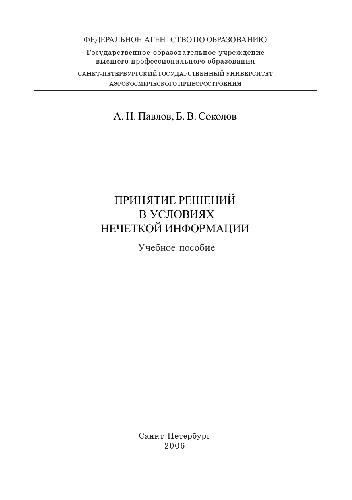 ФЕДЕРАЛЬНОЕ АГЕНТСТВО ПО ОБРАЗОВАНИЮ
Государственное образовательное учреждение
высшего профессионального образования
САНКТ-ПЕТЕРБУРГСКИЙ ГОСУДАРСТВЕННЫЙ УНИВЕРСИТЕТ
АЭРОКОСМИЧЕСКОГО ПРИБОРОСТРОЕНИЯ
А. Н. Павлов, Б. В. Соколов
ПРИНЯТИЕ РЕШЕНИЙ
В УСЛОВИЯХ
НЕЧЕТКОЙ ИНФОРМАЦИИ
Учебное пособие
Санкт-Петербург
2006